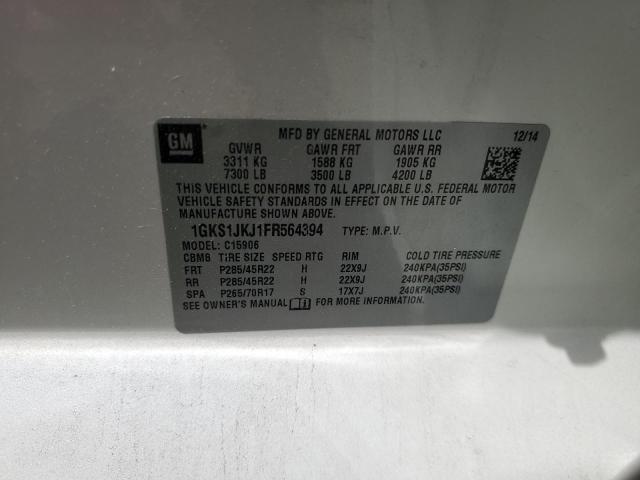 GM
MFD BY GENERAL MOTORS LLC 12/14
GVWR GAWR FRT GAWR RR
3311 KG 1588 KG 1905 KG
7300 LB 3500 LB 4200 LB
THIS VEHICLE CONFORMS TO ALL APPLICABLE U.S. FEDERAL MOTOR
VEHICLE SAFETY STANDARDS IN EFFECT ON THE DATE OF
MANUFACTURE SHOWN ABOVE.
1GKS1JKJ1FR564394 TYPE: M.P.V.
MODEL: C15906
CBMB TIRE SIZE SPEED RTG RIM COLD TIRE PRESSURE
FRT P285/45R22 H 22X9J 240KPA(35PSI)
RR P285/45R22 H 22X9J 240KPA(35PSI)
SPA P265/70R17 S 17X7J 240KPA(35PSI)
SEE OWNER'S MANUAL FOR MORE INFORMATION.